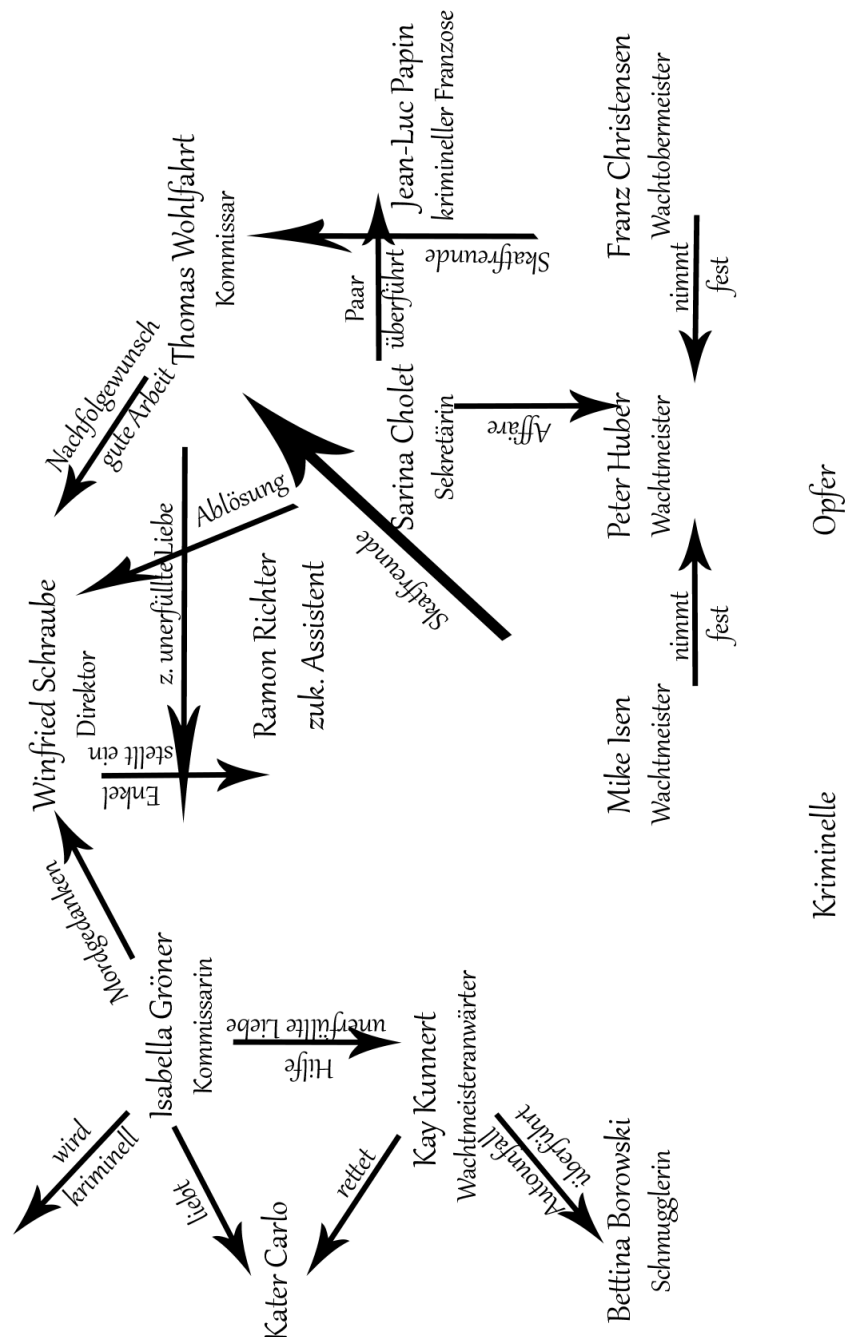 Winfried Schraube
Direktor
Mordgedanken
Nachfolgewunsch
gute Arbeit
wird
kriminell
Isabella Gröner
Kommissarin
Enkel
stellt ein
z. unerfüllte Liebe
Ablösung
Thomas Wohlfahrt
Kommissar
liebt
Kater Carlo
Ramon Richter
zuk. Assistent
Hilfe
unerfüllte Liebe
rettet
Kay Kunnert
Wachtmeisteranwärter
Skatfreunde
Sarina Cholet
Sekretärin
Paar
überführt
Skatfreunde
Jean-Luc Papin
krimineller Franzose
Autounfall
überführt
Affäre
Bettina Borowski
Schmugglerin
Mike Isen
Wachtmeister
nimmt
fest
Peter Huber
Wachtmeister
nimmt
fest
Franz Christensen
Wachtobermeister
Kriminelle
Opfer